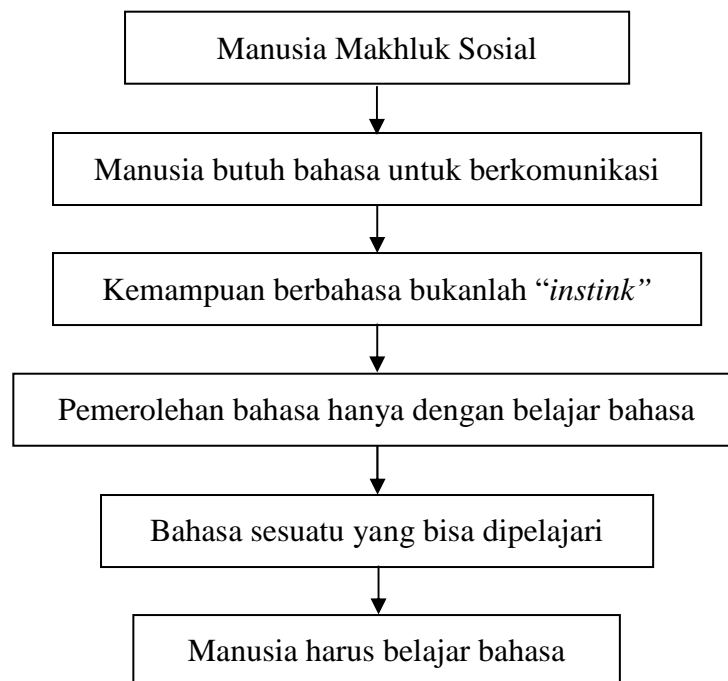 Manusia Makhluk Sosial
Manusia butuh bahasa untuk berkomunikasi
Kemampuan berbahasa bukanlah “instink”
Pemerolehan bahasa hanya dengan belajar bahasa
Bahasa sesuatu yang bisa dipelajari
Manusia harus belajar bahasa